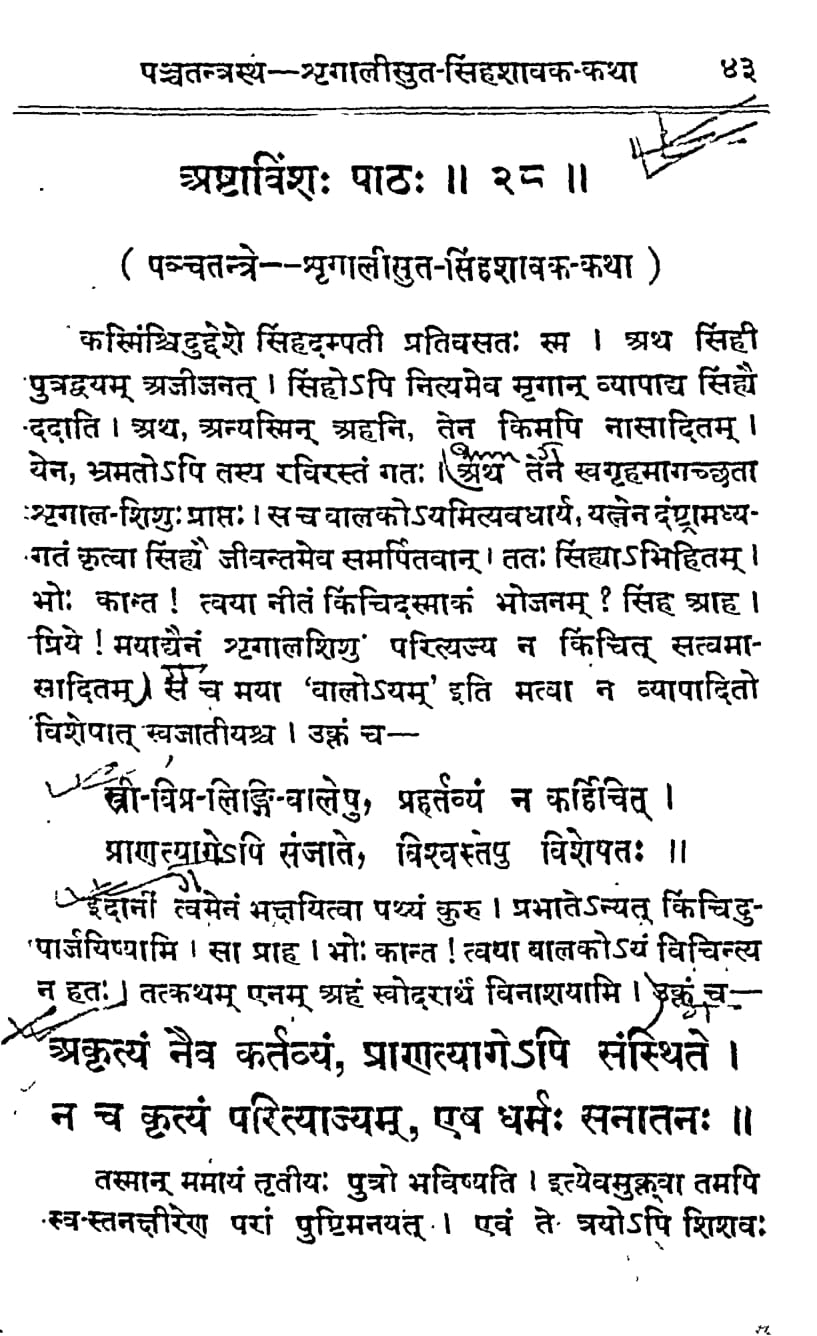 पञ्चतन्त्रस्थ—शृगालीसुत-सिंहशावक-कथा ४३
अष्टाविंशः पाठः ॥ २८ ॥
( पञ्चतन्त्रे--शृगालीसुत-सिंहशावक-कथा )
कस्मिंश्चिदुद्देशे सिंहदम्पती प्रतिवसतः स्म । अथ सिंही
पुत्रद्वयम् अजीजनत् । सिंहोऽपि नित्यमेव मृगान् व्यापाद्य सिंह्यै
ददाति । अथ, अन्यस्मिन् अहनि, तेन किमपि नासादितम् ।
येन, भ्रमतोऽपि तस्य रविरस्तं गतः । अथ तेन स्वगृहमागच्छता
शृगाल-शिशुः प्राप्तः । स च वालकोऽयमित्यवधार्य, यत्नेन दंष्ट्रामध्य-
गतं कृत्वा सिंह्यै जीवन्तमेव समर्पितवान् । ततः सिंह्याऽभिहितम् ।
भोः कान्त ! त्वया नीतं किंचिदस्माकं भोजनम् ? सिंह आह ।
प्रिये ! मयाद्यैनं शृगालशिशुं परित्यज्य न किंचित् सत्वमा-
सादितम् । स च मया ‘वालोऽयम्’ इति मत्वा न व्यापादितो
विशेषात् स्वजातीयश्च । उक्तं च—
स्त्री-विप्र-लिङ्गि-वालेषु, प्रहर्तव्यं न कर्हिचित् ।
प्राणत्यागेऽपि संजाते, विश्वस्तेषु विशेषतः ॥
इदानीं त्वमेनं भक्षयित्वा पथ्यं कुरु । प्रभातेऽन्यत् किंचिदु-
पार्जयिष्यामि । सा प्राह । भोः कान्त ! त्वया वालकोऽयं विचिन्त्य
न हतः । तत्कथम् एनम् अहं स्वोदरार्थे विनाशयामि । उक्तं च—
अकृत्यं नैव कर्तव्यं, प्राणत्यागेऽपि संस्थिते ।
न च कृत्यं परित्याज्यम्, एष धर्मः सनातनः ॥
तस्मान् ममायं तृतीयः पुत्रो भविष्यति । इत्येवमुक्त्वा तमपि
स्व-स्तनक्षीरेण परां पुष्टिमनयत् । एवं ते त्रयोऽपि शिशवः